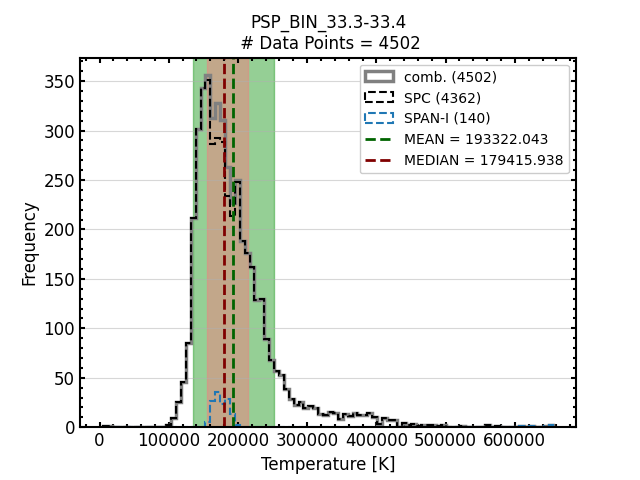 PSP_BIN_33.3-33.4
# Data Points = 4502
comb. (4502)
SPC (4362)
SPAN-I (140)
MEAN = 193322.043
MEDIAN = 179415.938
Frequency
350
300
250
200
150
100
50
0
0 100000 200000 300000 400000 500000 600000
Temperature [K]